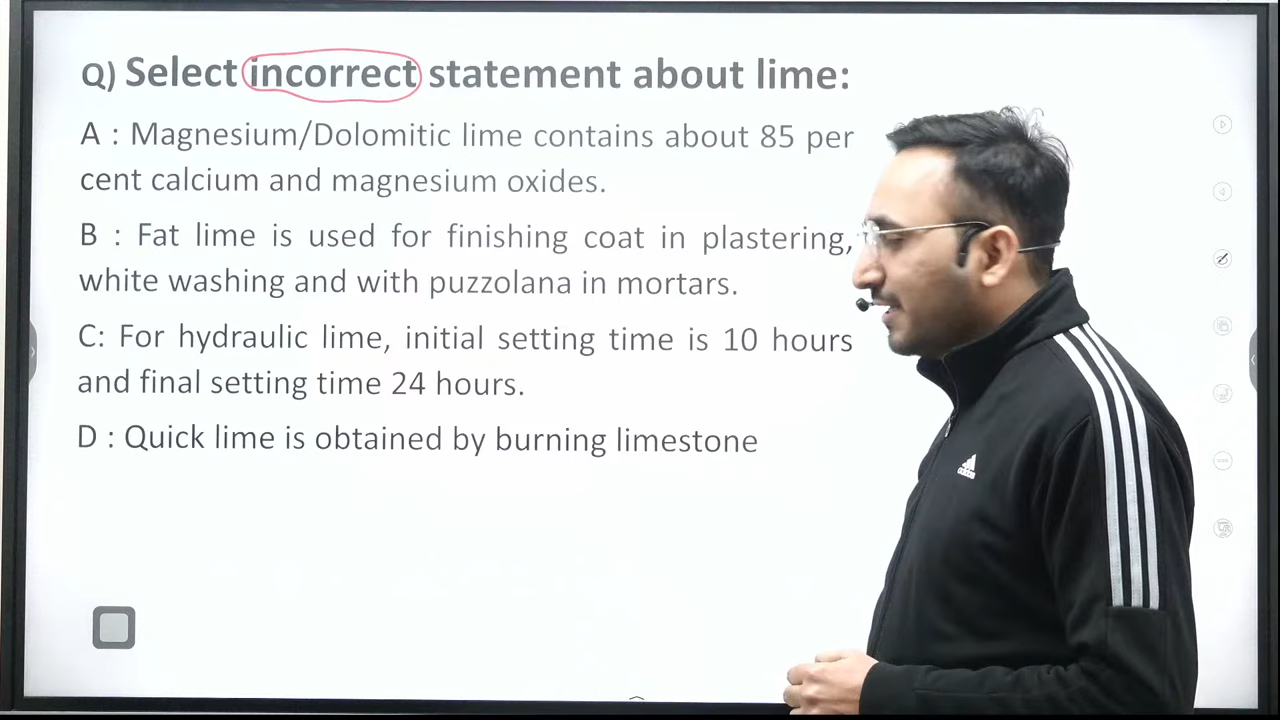 Q) Select incorrect statement about lime:
A : Magnesium/Dolomitic lime contains about 85 per
cent calcium and magnesium oxides.
B : Fat lime is used for finishing coat in plastering,
white washing and with puzzolana in mortars.
C: For hydraulic lime, initial setting time is 10 hours
and final setting time 24 hours.
D : Quick lime is obtained by burning limestone
adidas